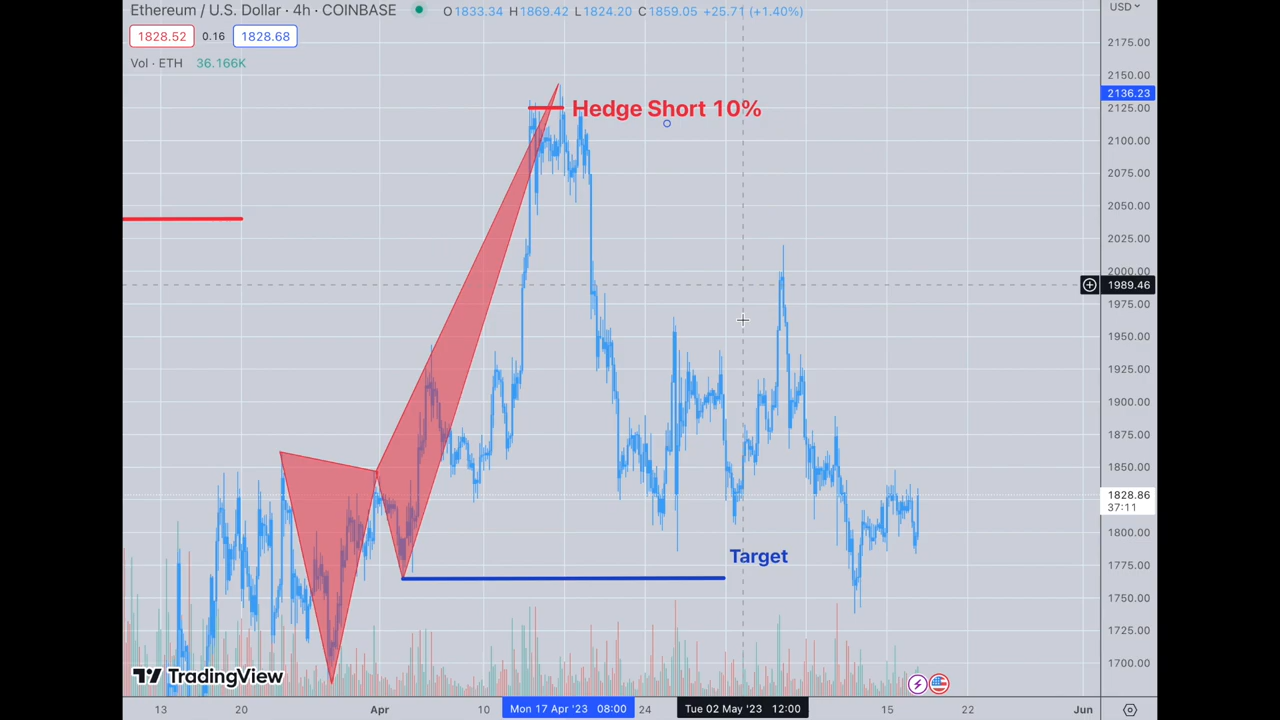 Ethereum / U.S. Dollar · 4h · COINBASE O1833.34 H1869.42 L1824.20 C1859.05 +25.71 (+1.40%)
USD
1828.52 0.16 1828.68
Vol · ETH 36.166K
2175.00
2150.00
2136.23
2125.00
Hedge Short 10%
2100.00
2075.00
2050.00
2025.00
2000.00
1989.46
1975.00
1950.00
1925.00
1900.00
1875.00
1850.00
1828.86
37:11
1800.00
Target
1775.00
1750.00
1725.00
1700.00
TradingView
13 20 Apr 10 Mon 17 Apr '23 08:00 24 Tue 02 May '23 12:00 15 22 Jun